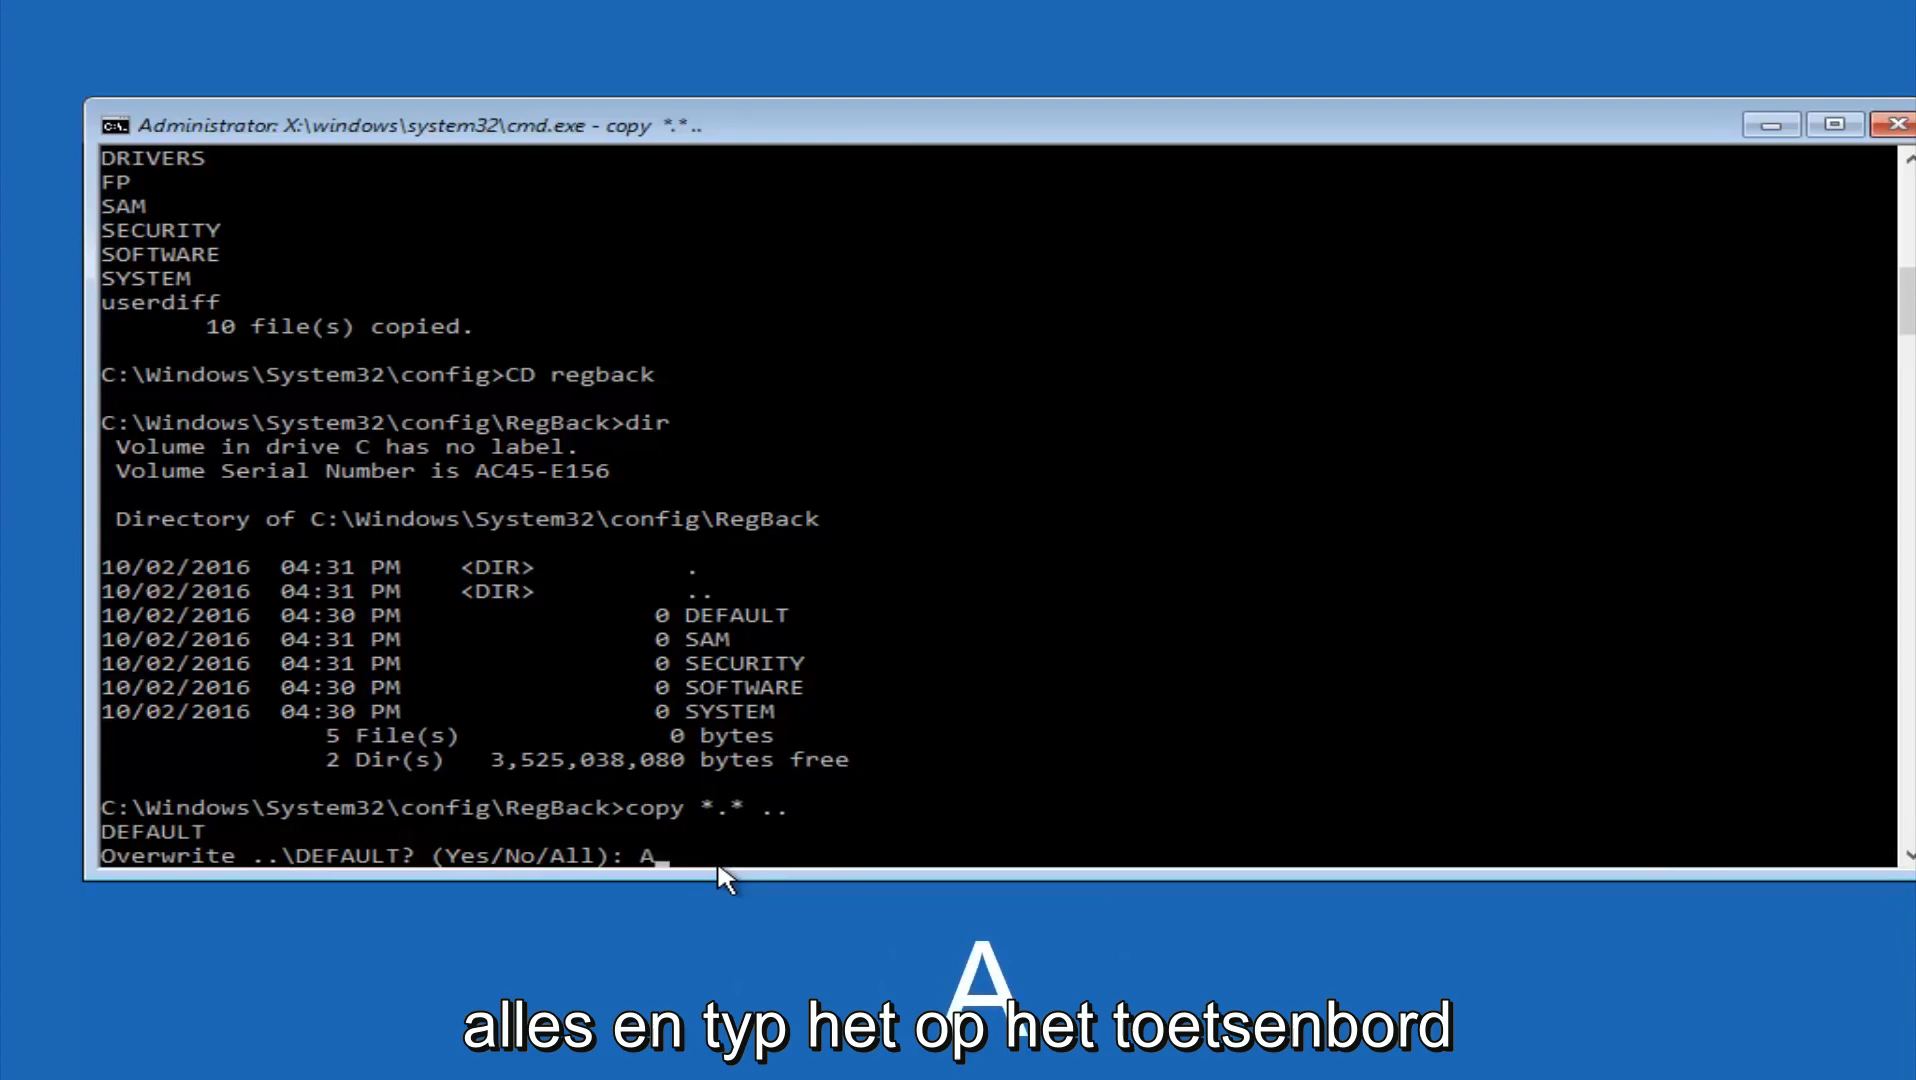 Administrator: X:\windows\system32\cmd.exe - copy *.* ..
DRIVERS
FP
SAM
SECURITY
SOFTWARE
SYSTEM
userdiff
10 file(s) copied.
C:\Windows\System32\config>CD regback
C:\Windows\System32\config\RegBack>dir
Volume in drive C has no label.
Volume Serial Number is AC45-E156
Directory of C:\Windows\System32\config\RegBack
10/02/2016 04:31 PM <DIR> .
10/02/2016 04:31 PM <DIR> ..
10/02/2016 04:30 PM 0 DEFAULT
10/02/2016 04:31 PM 0 SAM
10/02/2016 04:31 PM 0 SECURITY
10/02/2016 04:30 PM 0 SOFTWARE
10/02/2016 04:30 PM 0 SYSTEM
5 File(s) 0 bytes
2 Dir(s) 3,525,038,080 bytes free
C:\Windows\System32\config\RegBack>copy *.* ..
DEFAULT
Overwrite ..\DEFAULT? (Yes/No/All): A_
A
alles en typ het op het toetsenbord